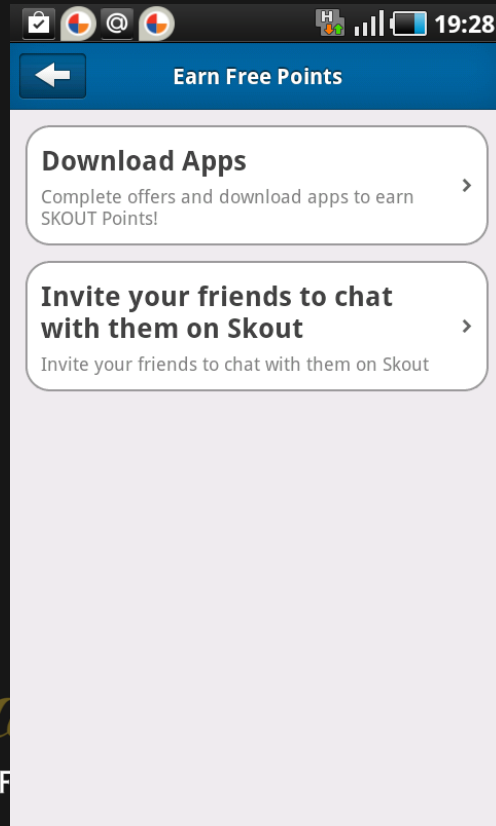 @ H 19:28
Earn Free Points
Download Apps
Complete offers and download apps to earn
SKOUT Points!
Invite your friends to chat
with them on Skout
Invite your friends to chat with them on Skout
F